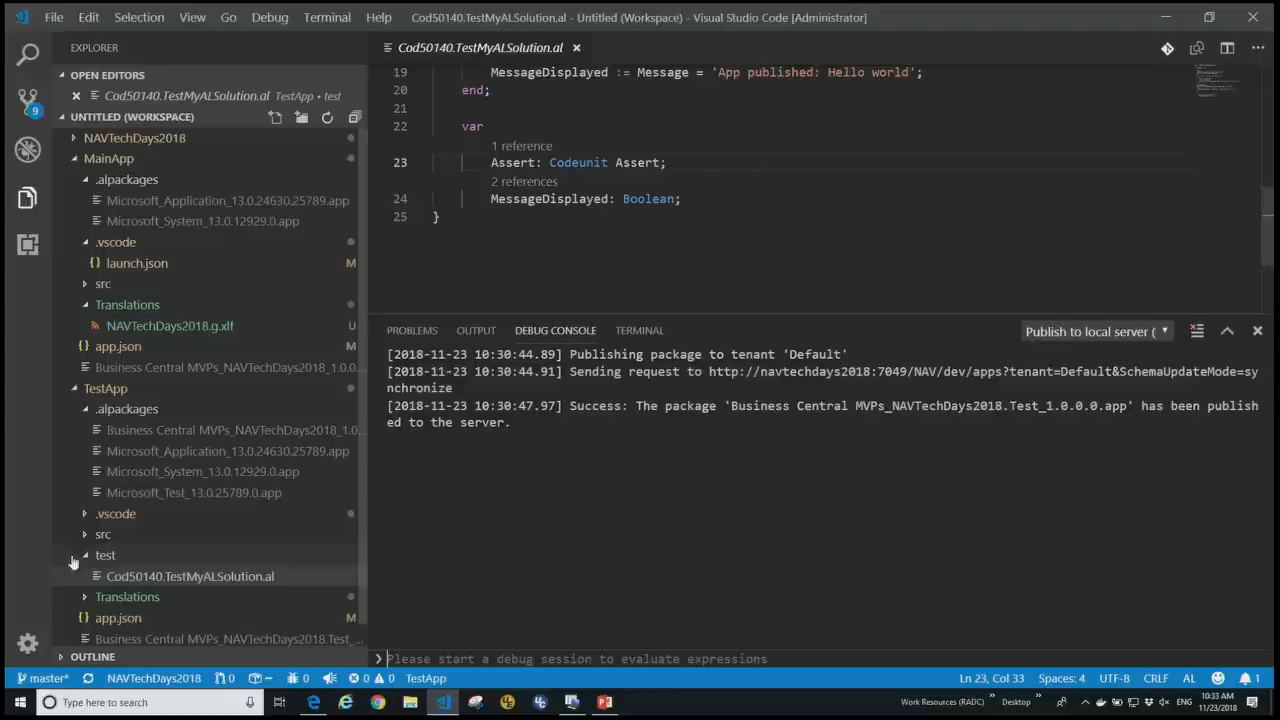 File Edit Selection View Go Debug Terminal Help Cod50140.TestMyALSolution.al - Untitled (Workspace) - Visual Studio Code [Administrator]
EXPLORER
Cod50140.TestMyALSolution.al
OPEN EDITORS
Cod50140.TestMyALSolution.al TestApp • test
UNTITLED (WORKSPACE)
NAVTechDays2018
MainApp
.alpackages
Microsoft_Application_13.0.24630.25789.app
Microsoft_System_13.0.12929.0.app
.vscode
{} launch.json M
src
Translations
NAVTechDays2018.g.xlf U
{} app.json M
Business Central MVPs_NAVTechDays2018_1.0.0....
TestApp
.alpackages
Business Central MVPs_NAVTechDays2018_1.0....
Microsoft_Application_13.0.24630.25789.app
Microsoft_System_13.0.12929.0.app
Microsoft_Test_13.0.25789.0.app
.vscode
src
test
Cod50140.TestMyALSolution.al
Translations
{} app.json M
Business Central MVPs_NAVTechDays2018.Test_...
OUTLINE
19 MessageDisplayed := Message = 'App published: Hello world';
20 end;
21
22 var
1 reference
23 Assert: Codeunit Assert;
2 references
24 MessageDisplayed: Boolean;
25 }
PROBLEMS OUTPUT DEBUG CONSOLE TERMINAL Publish to local server (
[2018-11-23 10:30:44.89] Publishing package to tenant 'Default'
[2018-11-23 10:30:44.91] Sending request to http://navtechdays2018:7049/NAV/dev/apps?tenant=Default&SchemaUpdateMode=sy
nchronize
[2018-11-23 10:30:47.97] Success: The package 'Business Central MVPs_NAVTechDays2018.Test_1.0.0.0.app' has been publish
ed to the server.
Please start a debug session to evaluate expressions
9
master* NAVTechDays2018 0 0 0 0 TestApp Ln 23, Col 33 Spaces: 4 UTF-8 CRLF AL 1
Type here to search Work Resources (RADC) » Desktop » ENG 10:33 AM
11/23/2018